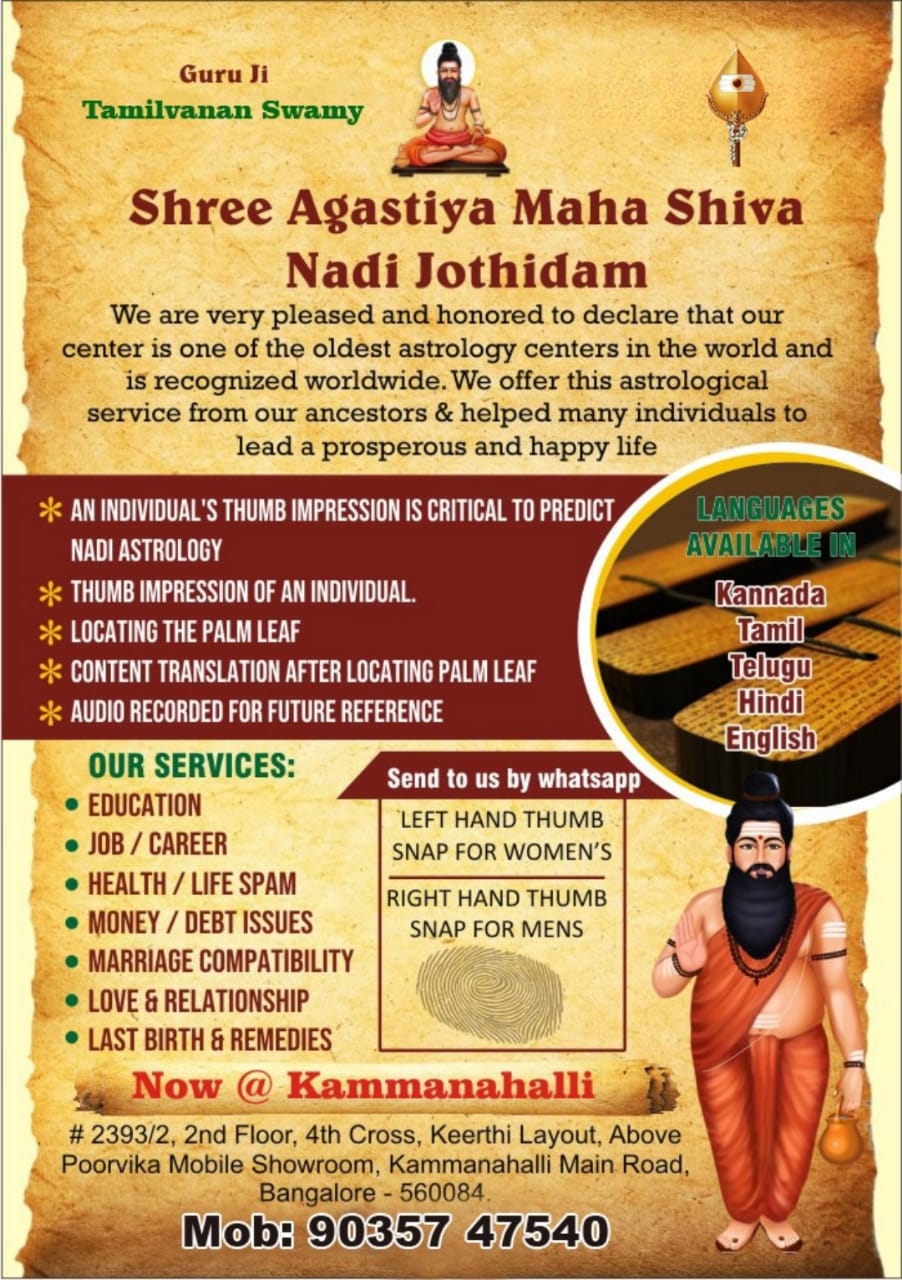 Guru Ji
Tamilvanan Swamy
Shree Agastiya Maha Shiva
Nadi Jothidam
We are very pleased and honored to declare that our
center is one of the oldest astrology centers in the world and
is recognized worldwide. We offer this astrological
service from our ancestors & helped many individuals to
lead a prosperous and happy life
* AN INDIVIDUAL'S THUMB IMPRESSION IS CRITICAL TO PREDICT
NADI ASTROLOGY
* THUMB IMPRESSION OF AN INDIVIDUAL.
* LOCATING THE PALM LEAF
* CONTENT TRANSLATION AFTER LOCATING PALM LEAF
* AUDIO RECORDED FOR FUTURE REFERENCE
LANGUAGES
AVAILABLE IN
Kannada
Tamil
Telugu
Hindi
English
OUR SERVICES:
• EDUCATION
• JOB / CAREER
• HEALTH / LIFE SPAM
• MONEY / DEBT ISSUES
• MARRIAGE COMPATIBILITY
• LOVE & RELATIONSHIP
• LAST BIRTH & REMEDIES
Send to us by whatsapp
LEFT HAND THUMB
SNAP FOR WOMEN'S
RIGHT HAND THUMB
SNAP FOR MENS
Now @ Kammanahalli
# 2393/2, 2nd Floor, 4th Cross, Keerthi Layout, Above
Poorvika Mobile Showroom, Kammanahalli Main Road,
Bangalore - 560084.
Mob: 90357 47540